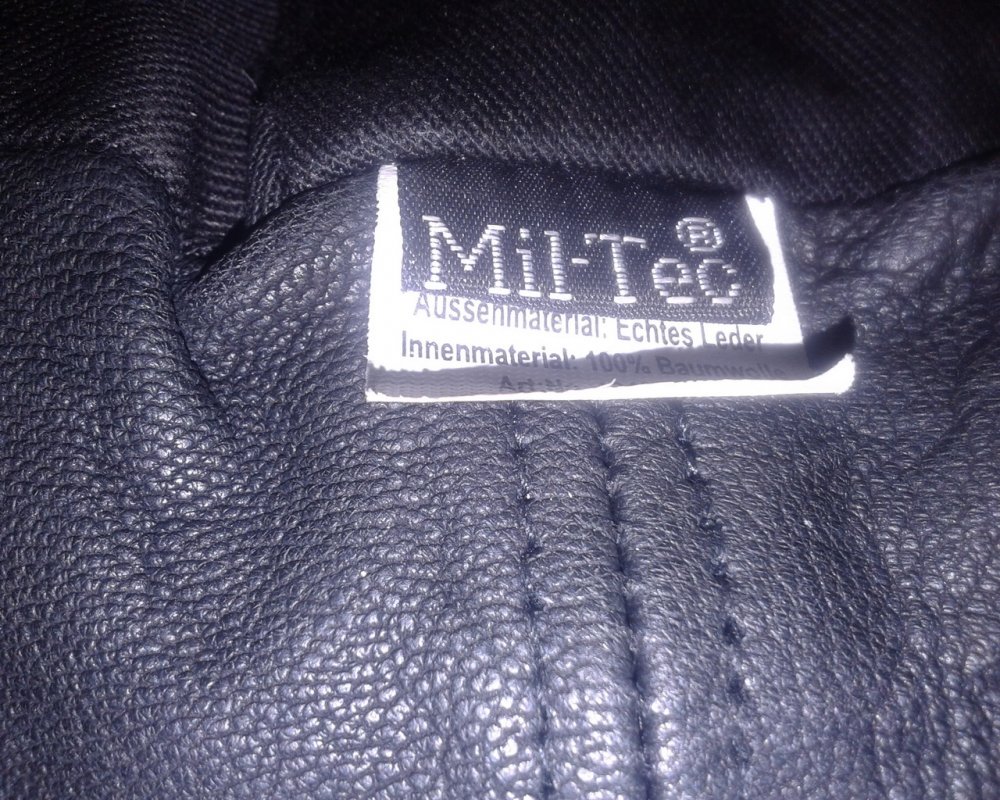 Mil-Tec®
Aussenmaterial: Echtes Leder
Innenmaterial: 100% Baumwolle